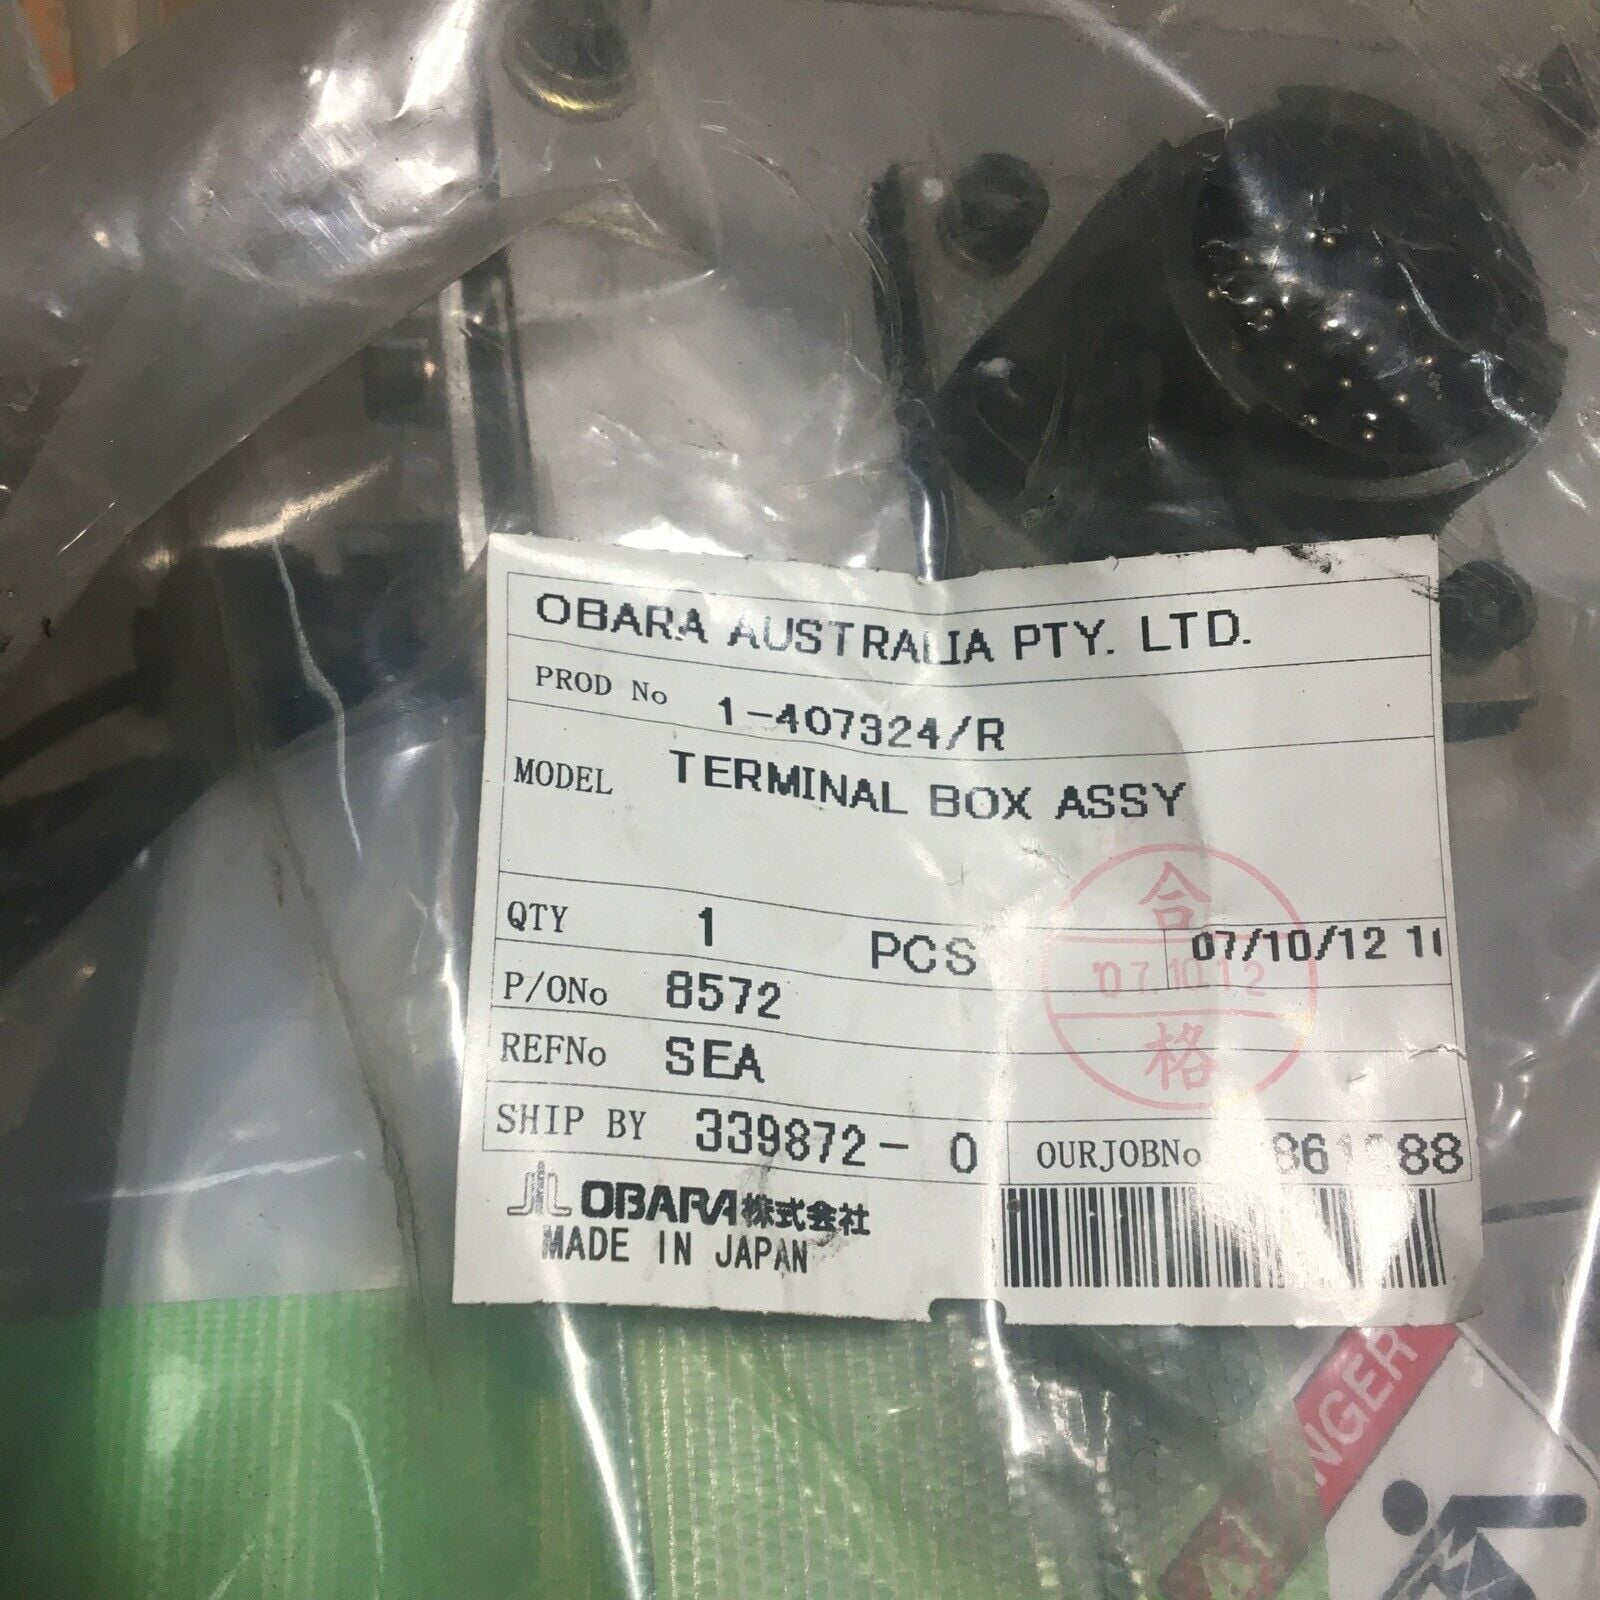 OBARA AUSTRALIA PTY. LTD.
PROD No 1-407324/R
MODEL TERMINAL BOX ASSY
QTY 1 PCS 07/10/12
合
'07.10.12
格
P/ONo 8572
REFNo SEA
SHIP BY 339872- 0 OURJOBNo
OBARA株式会社
MADE IN JAPAN